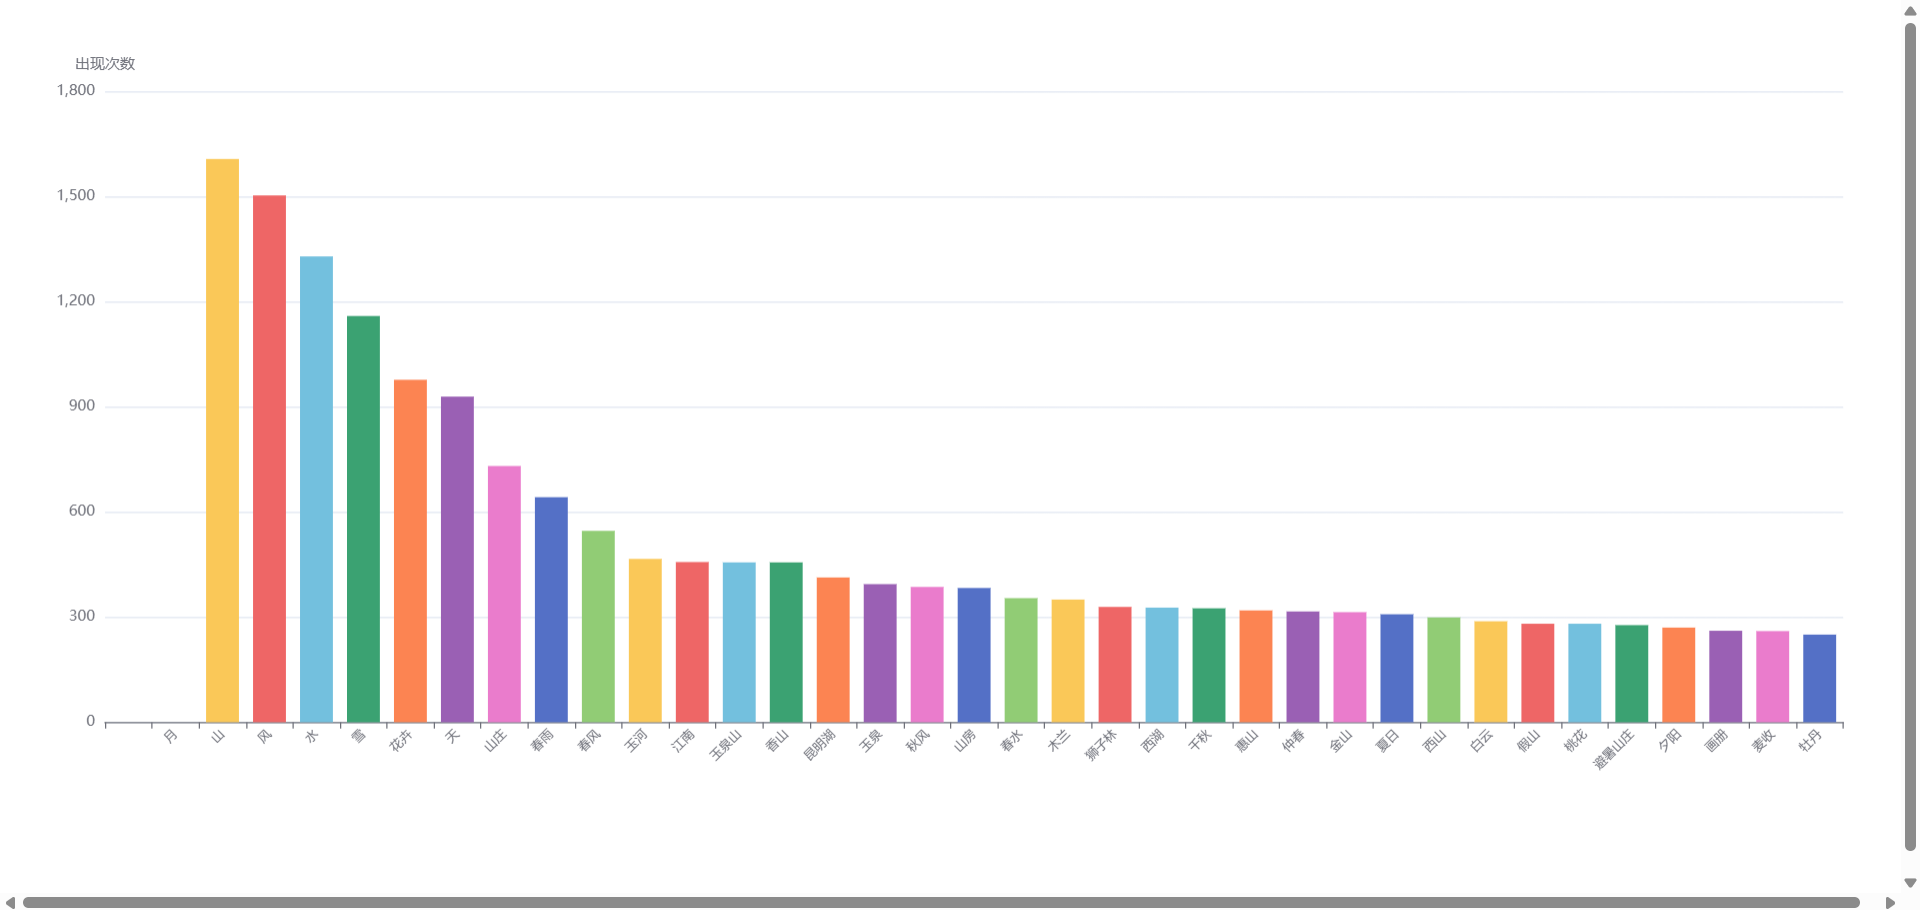 出现次数
1,800
1,500
1,200
900
600
300
0
月
山
风
水
雪
花卉
天
山庄
春雨
春风
玉河
江南
玉泉山
香山
昆明湖
玉泉
秋风
山房
春水
木兰
狮子林
西湖
千秋
惠山
仲春
金山
夏日
西山
白云
假山
桃花
避暑山庄
夕阳
画册
麦收
牡丹